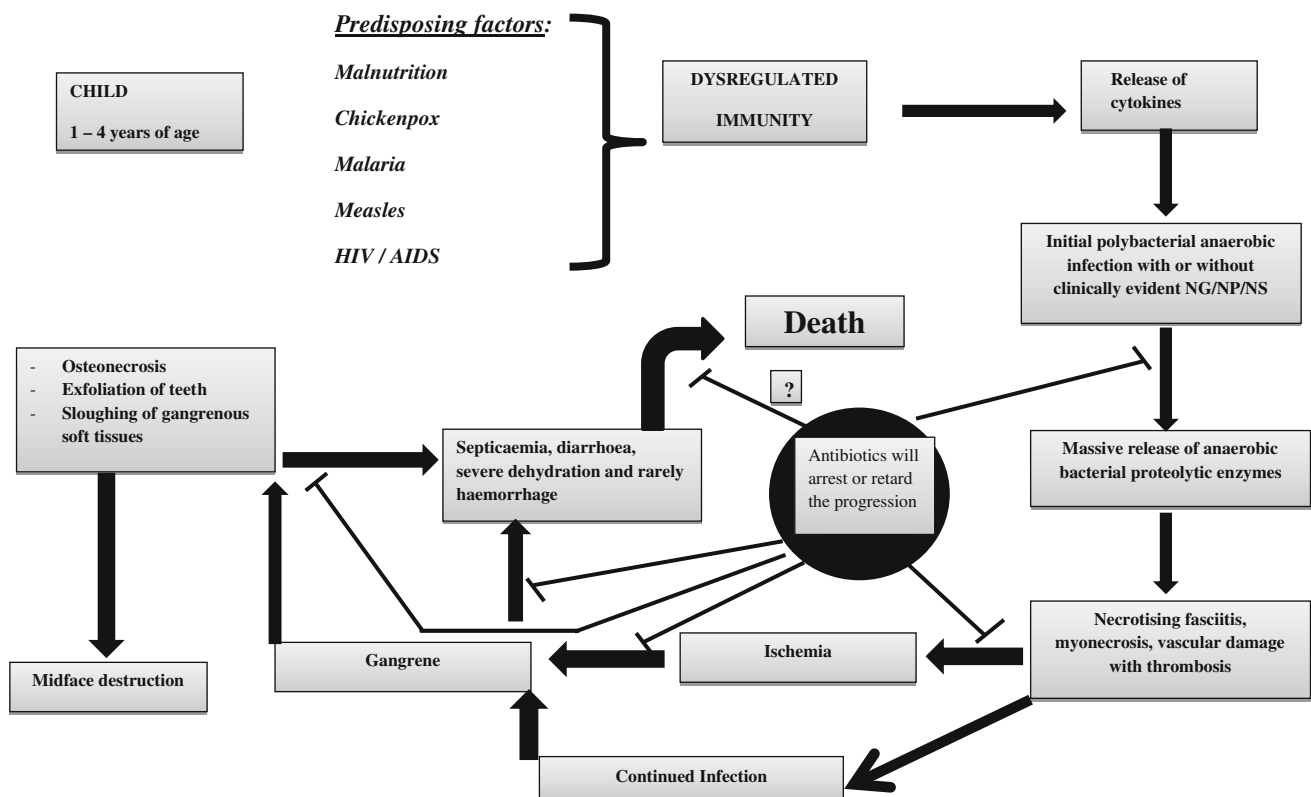 Predisposing factors:
Malnutrition
Chickenpox
Malaria
Measles
HIV / AIDS
CHILD
1 – 4 years of age
DYSREGULATED
IMMUNITY
Release of
cytokines
Initial polybacterial anaerobic
infection with or without
clinically evident NG/NP/NS
Death
?
- Osteonecrosis
- Exfoliation of teeth
- Sloughing of gangrenous
soft tissues
Septicaemia, diarrhoea,
severe dehydration and rarely
haemorrhage
Antibiotics will
arrest or retard
the progression
Massive release of anaerobic
bacterial proteolytic enzymes
Necrotising fasciitis,
myonecrosis, vascular damage
with thrombosis
Ischemia
Gangrene
Midface destruction
Continued Infection